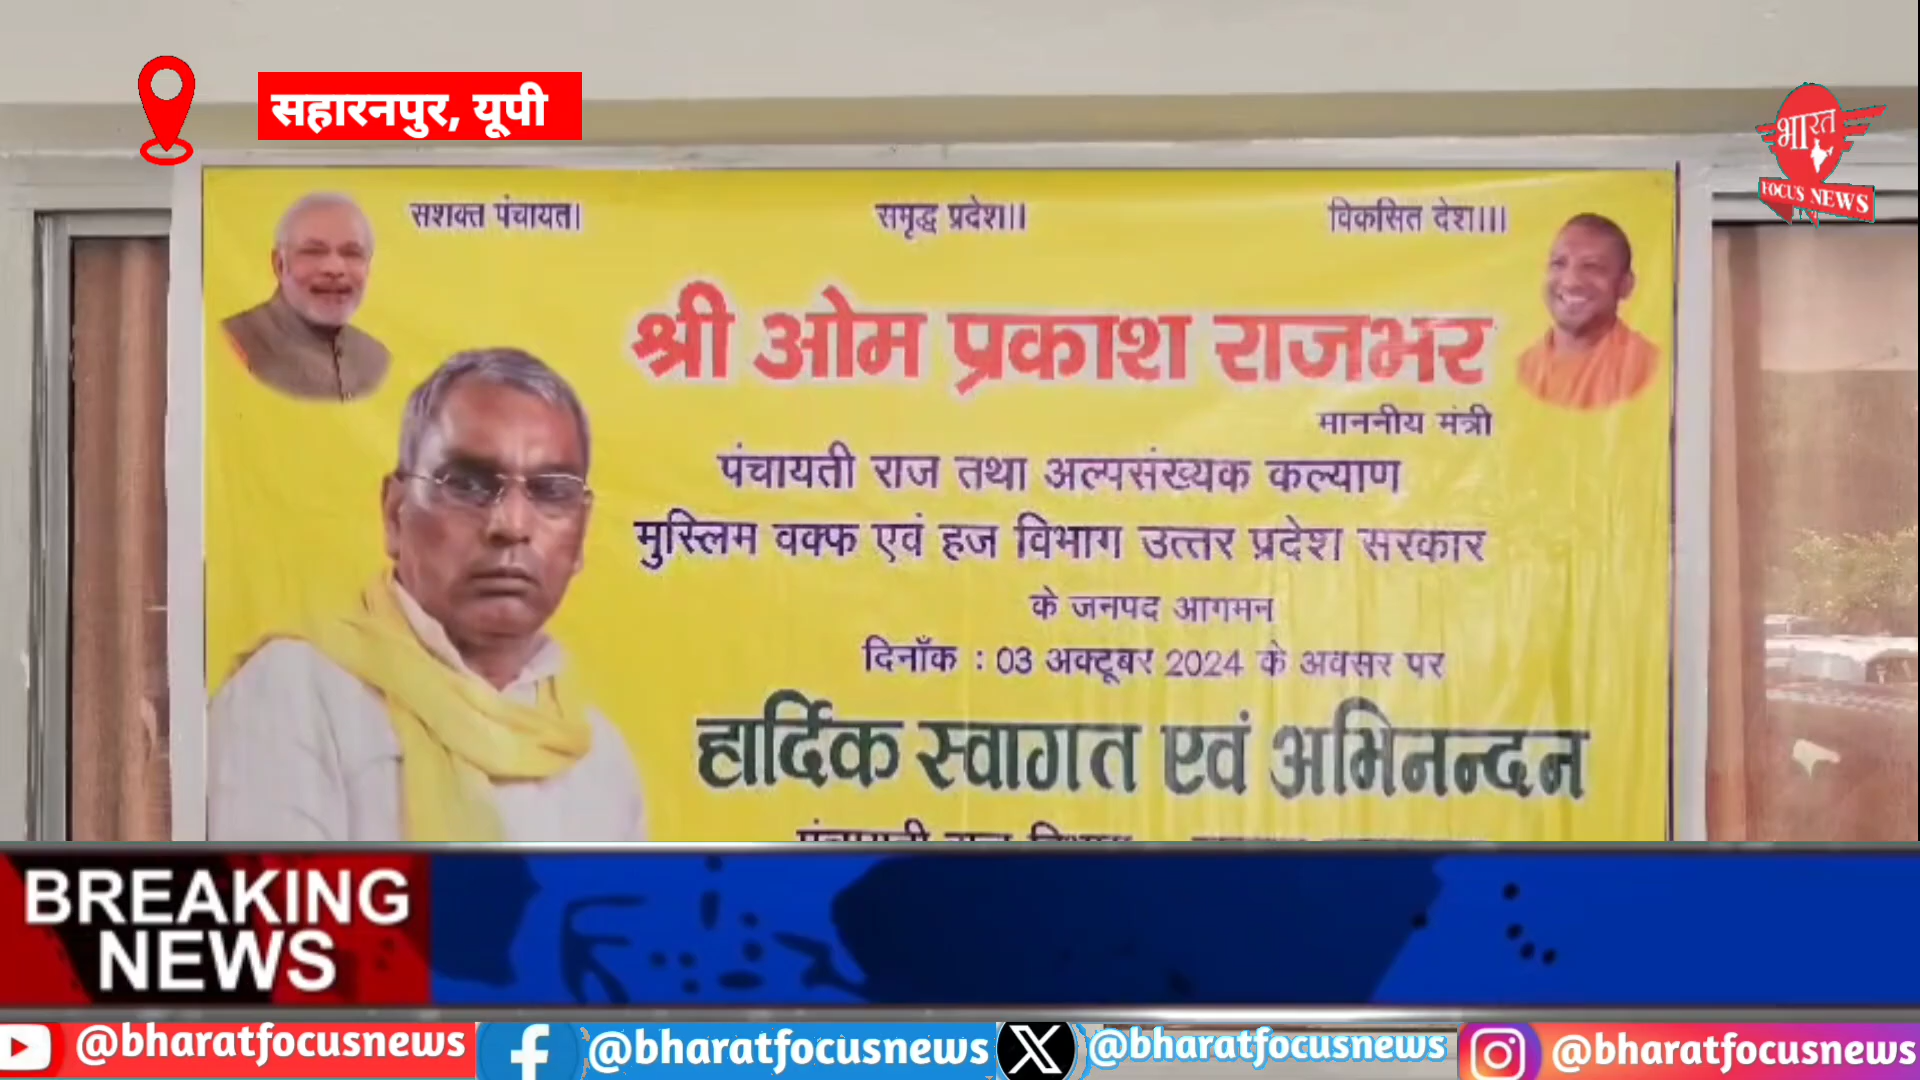 सहारनपुर, यूपी
भारत
FOCUS NEWS
सशक्त पंचायत। समृद्ध प्रदेश।। विकसित देश।।।
श्री ओम प्रकाश राजभर
माननीय मंत्री
पंचायती राज तथा अल्पसंख्यक कल्याण
मुस्लिम वक्फ एवं हज विभाग उत्तर प्रदेश सरकार
के जनपद आगमन
दिनाँक : 03 अक्टूबर 2024 के अवसर पर
हार्दिक स्वागत एवं अभिनन्दन
BREAKING
NEWS
@bharatfocusnews @bharatfocusnews @bharatfocusnews @bharatfocusnews